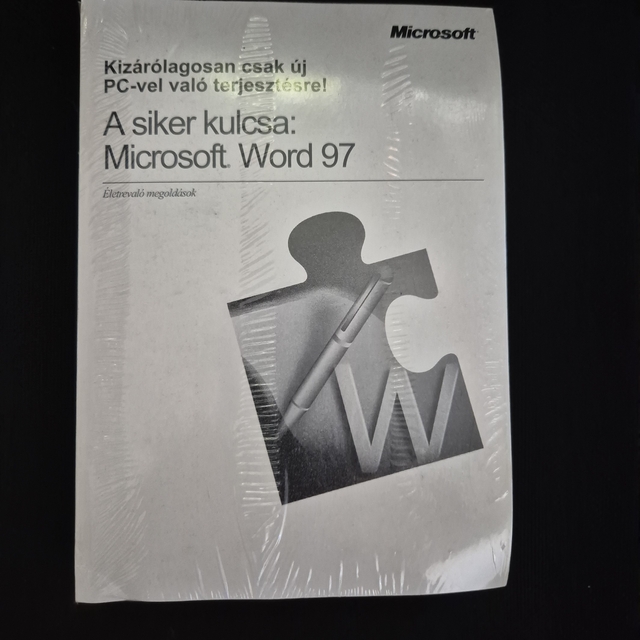 Microsoft
Kizárólagosan csak új
PC-vel való terjesztésre!
A siker kulcsa:
Microsoft Word 97
Életrevaló megoldások
W